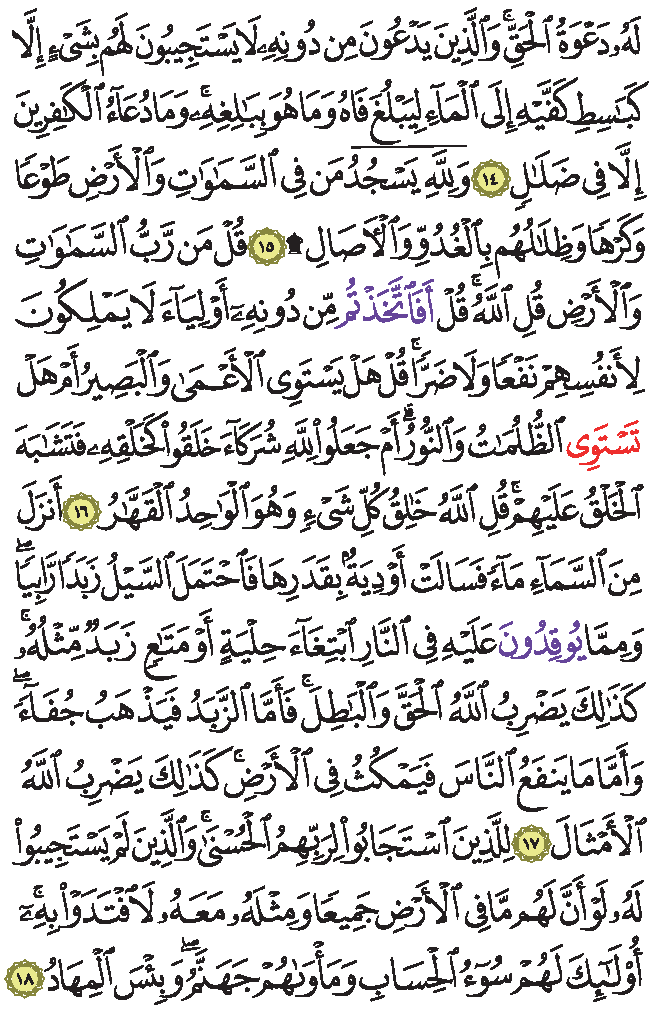 لَهُۥ دَعْوَةُ ٱلْحَقِّ ۚ وَٱلَّذِينَ يَدْعُونَ مِن دُونِهِۦ لَا يَسْتَجِيبُونَ لَهُم بِشَىْءٍ إِلَّا
كَبَـٰسِطِ كَفَّيْهِ إِلَى ٱلْمَآءِ لِيَبْلُغَ فَاهُ وَمَا هُوَ بِبَـٰلِغِهِۦ ۚ وَمَا دُعَآءُ ٱلْكَـٰفِرِينَ
إِلَّا فِى ضَلَـٰلٍ ١٤ وَلِلَّهِ يَسْجُدُ مَن فِى ٱلسَّمَـٰوَٰتِ وَٱلْأَرْضِ طَوْعًا
وَكَرْهًا وَظِلَـٰلُهُم بِٱلْغُدُوِّ وَٱلْـَٔاصَالِ ۩ ١٥ قُلْ مَن رَّبُّ ٱلسَّمَـٰوَٰتِ
وَٱلْأَرْضِ قُلِ ٱللَّهُ ۚ قُلْ أَفَٱتَّخَذتُّم مِّن دُونِهِۦٓ أَوْلِيَآءَ لَا يَمْلِكُونَ
لِأَنفُسِهِمْ نَفْعًا وَلَا ضَرًّا ۚ قُلْ هَلْ يَسْتَوِى ٱلْأَعْمَىٰ وَٱلْبَصِيرُ أَمْ هَلْ
تَسْتَوِى ٱلظُّلُمَـٰتُ وَٱلنُّورُ ۗ أَمْ جَعَلُوا۟ لِلَّهِ شُرَكَآءَ خَلَقُوا۟ كَخَلْقِهِۦ فَتَشَـٰبَهَ
ٱلْخَلْقُ عَلَيْهِمْ ۚ قُلِ ٱللَّهُ خَـٰلِقُ كُلِّ شَىْءٍ وَهُوَ ٱلْوَٰحِدُ ٱلْقَهَّـٰرُ ١٦ أَنزَلَ
مِنَ ٱلسَّمَآءِ مَآءً فَسَالَتْ أَوْدِيَةٌۢ بِقَدَرِهَا فَٱحْتَمَلَ ٱلسَّيْلُ زَبَدًا رَّابِيًا ۖ
وَمِمَّا يُوقِدُونَ عَلَيْهِ فِى ٱلنَّارِ ٱبْتِغَآءَ حِلْيَةٍ أَوْ مَتَـٰعٍ زَبَدٌ مِّثْلُهُۥ ۚ
كَذَٰلِكَ يَضْرِبُ ٱللَّهُ ٱلْحَقَّ وَٱلْبَـٰطِلَ ۚ فَأَمَّا ٱلزَّبَدُ فَيَذْهَبُ جُفَآءً ۖ
وَأَمَّا مَا يَنفَعُ ٱلنَّاسَ فَيَمْكُثُ فِى ٱلْأَرْضِ ۚ كَذَٰلِكَ يَضْرِبُ ٱللَّهُ
ٱلْأَمْثَالَ ١٧ لِلَّذِينَ ٱسْتَجَابُوا۟ لِرَبِّهِمُ ٱلْحُسْنَىٰ ۚ وَٱلَّذِينَ لَمْ يَسْتَجِيبُوا۟
لَهُۥ لَوْ أَنَّ لَهُم مَّا فِى ٱلْأَرْضِ جَمِيعًا وَمِثْلَهُۥ مَعَهُۥ لَٱفْتَدَوْا۟ بِهِۦٓ ۚ
أُو۟لَـٰٓئِكَ لَهُمْ سُوٓءُ ٱلْحِسَابِ وَمَأْوَىٰهُمْ جَهَنَّمُ ۖ وَبِئْسَ ٱلْمِهَادُ ١٨